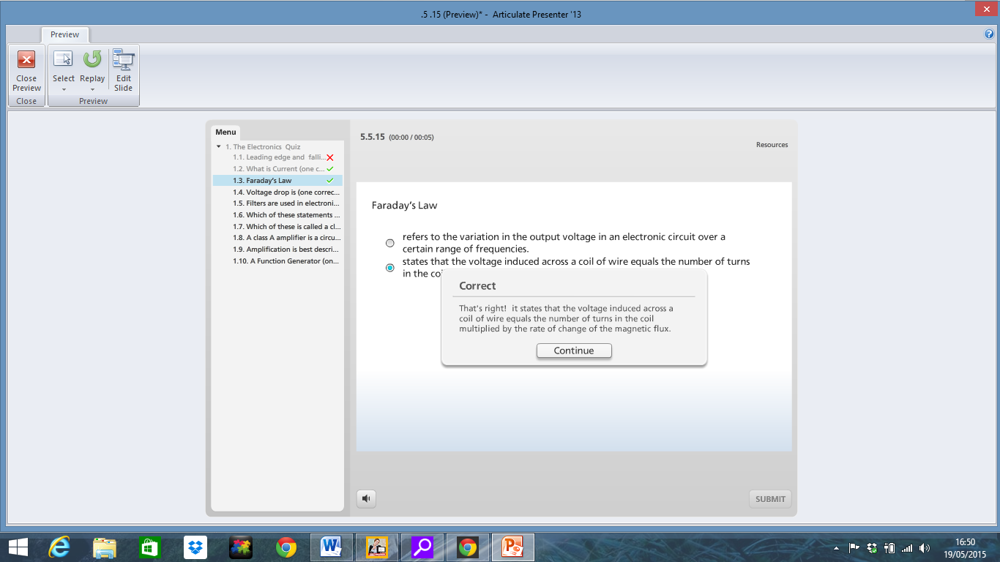 .5 .15 (Preview)* -  Articulate Presenter '13
Preview
Close Preview
Select
Replay
Edit Slide
Close
Preview
Menu
1. The Electronics  Quiz
1.1. Leading edge and  falli...
1.2. What is Current (one c...
1.3. Faraday's Law
1.4. Voltage drop is (one correc...
1.5. Filters are used in electroni...
1.6. Which of these statements ...
1.7. Which of these is called a cl...
1.8. A class A amplifier is a circu...
1.9. Amplification is best descri...
1.10. A Function Generator (on...
5.5.15 (00:00 / 00:05)
Resources
Faraday's Law
refers to the variation in the output voltage in an electronic circuit over a
certain range of frequencies.
states that the voltage induced across a coil of wire equals the number of turns
in the coi
Correct
That's right!  it states that the voltage induced across a
coil of wire equals the number of turns in the coil
multiplied by the rate of change of the magnetic flux.
Continue
SUBMIT
16:50
19/05/2015